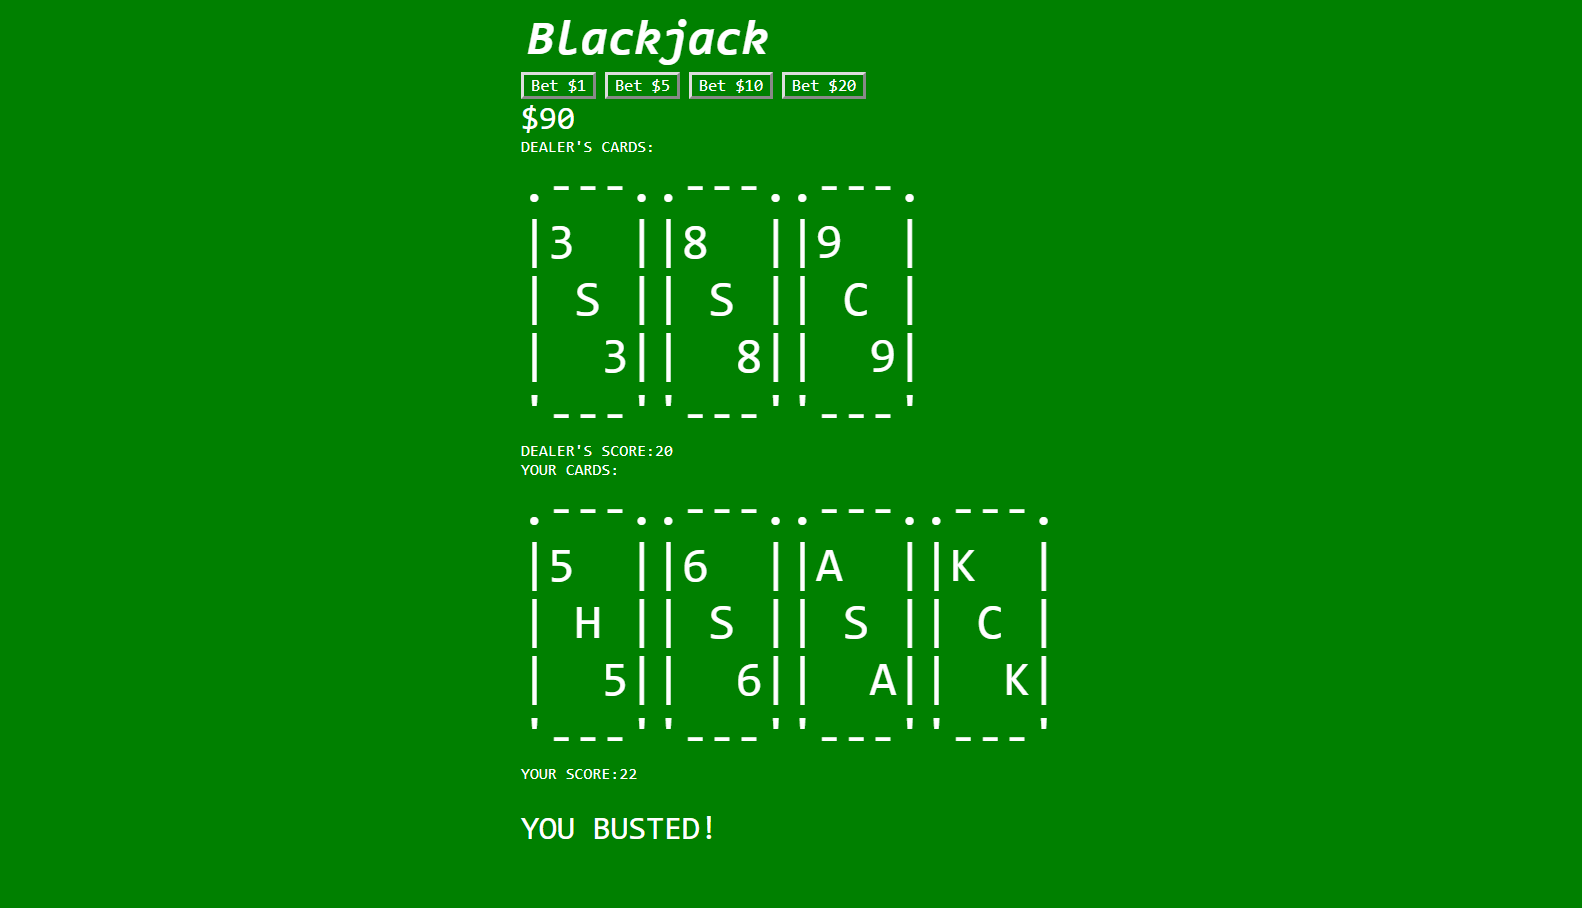 Blackjack
Bet $1 Bet $5 Bet $10 Bet $20
$90
DEALER'S CARDS:
.---..---..---.
|3   ||8   ||9   |
| S || S || C |
|   3||   8||   9|
'---''---''---'
DEALER'S SCORE:20
YOUR CARDS:
.---..---..---..---.
|5   ||6   ||A   ||K   |
| H || S || S || C |
|   5||   6||   A||   K|
'---''---''---''---'
YOUR SCORE:22
YOU BUSTED!